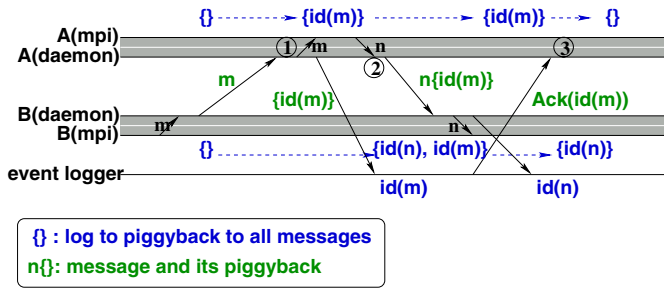 {} {id(m)} {id(m)} {}
A(mpi)
A(daemon)
1 m n 2 3
m {id(m)} n{id(m)} Ack(id(m))
B(daemon)
B(mpi)
m n
{} {id(n), id(m)} {id(n)}
event logger
id(m) id(n)
{} : log to piggyback to all messages
n{}: message and its piggyback